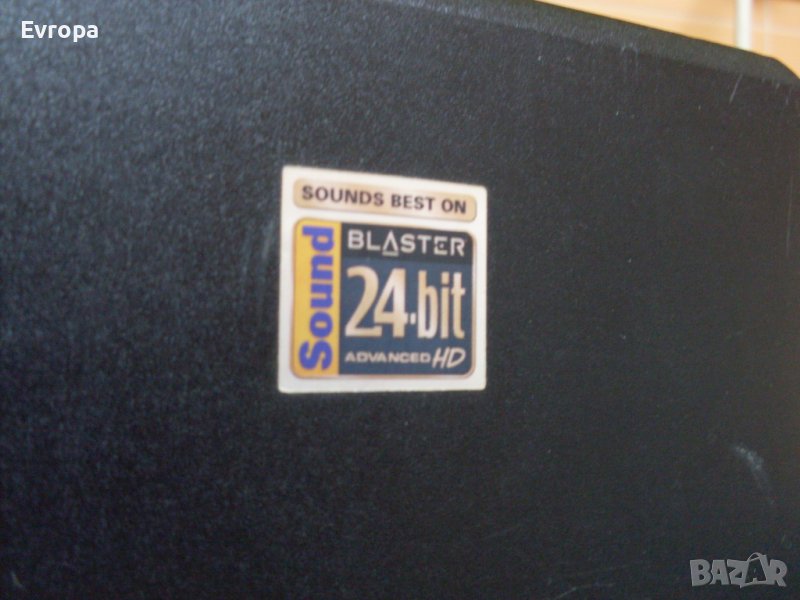 Evropa
SOUNDS BEST ON
Sound
BLASTER
24·bit
ADVANCED HD
BAZAR